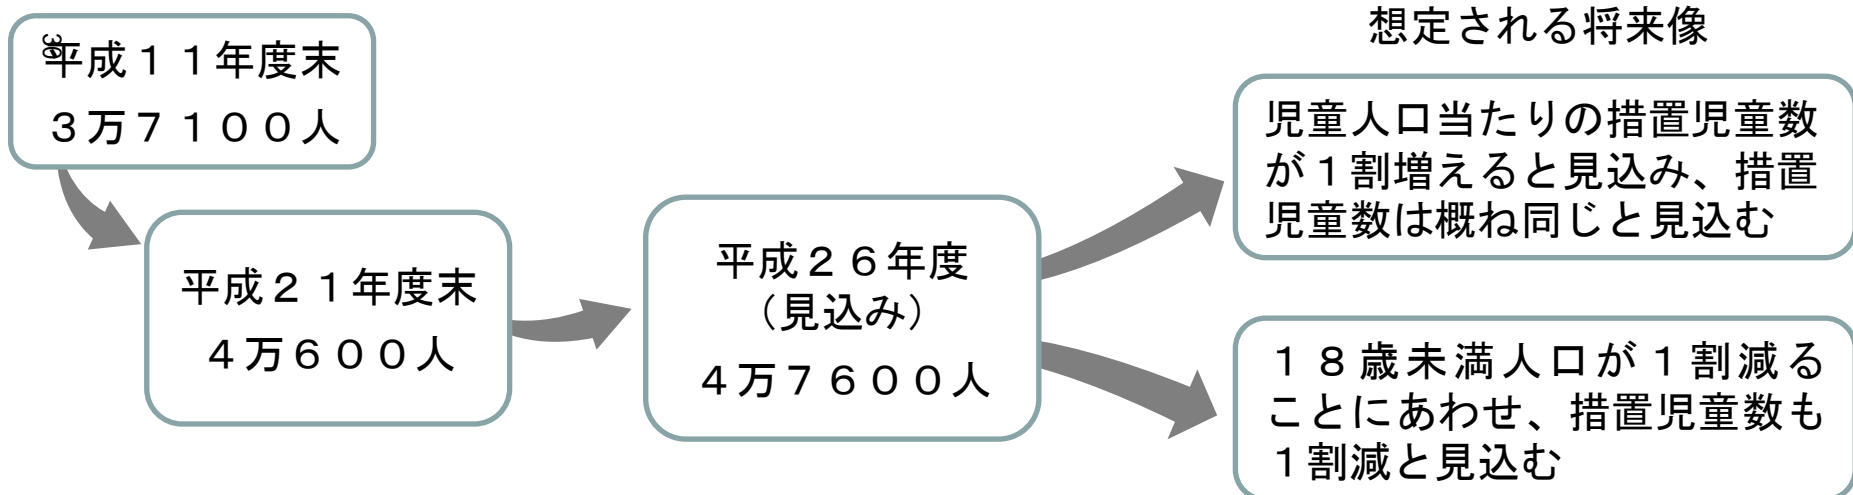 36
平成１１年度末
３万７１００人
平成２１年度末
４万６００人
平成２６年度
（見込み）
４万７６００人
想定される将来像
児童人口当たりの措置児童数
が１割増えると見込み、措置
児童数は概ね同じと見込む
１８歳未満人口が１割減る
ことにあわせ、措置児童数も
１割減と見込む